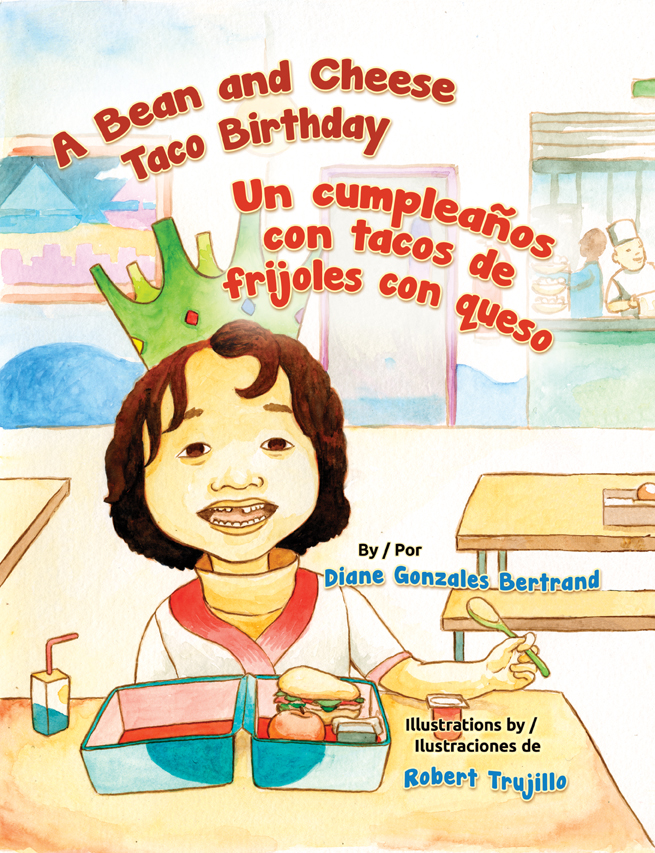 A Bean and Cheese
Taco Birthday
Un cumpleaños
con tacos de
frijoles con queso
By / Por
Diane Gonzales Bertrand
Illustrations by /
Ilustraciones de
Robert Trujillo